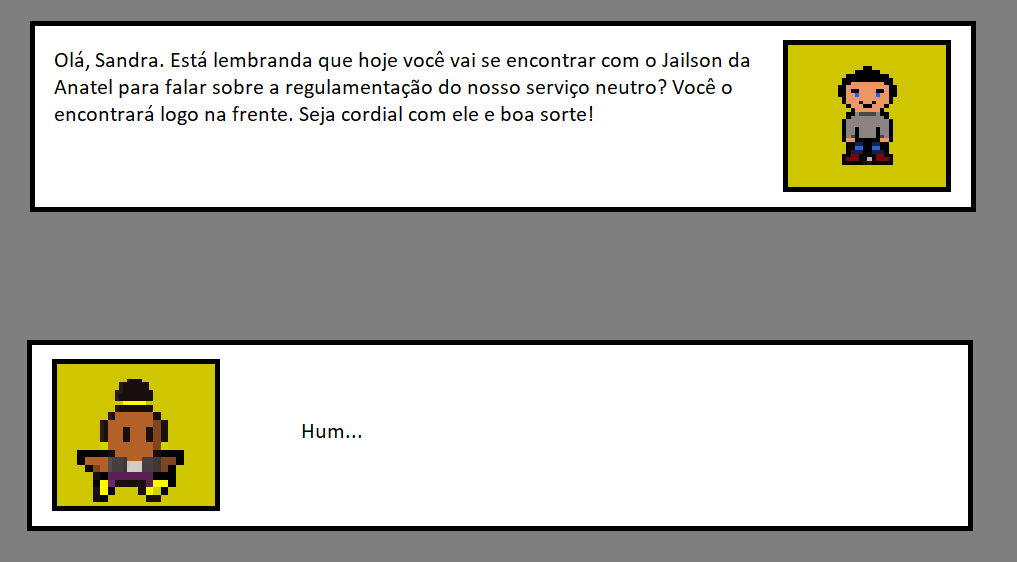 Olá, Sandra. Está lembranda que hoje você vai se encontrar com o Jailson da
Anatel para falar sobre a regulamentação do nosso serviço neutro? Você o
encontrará logo na frente. Seja cordial com ele e boa sorte!
Hum...